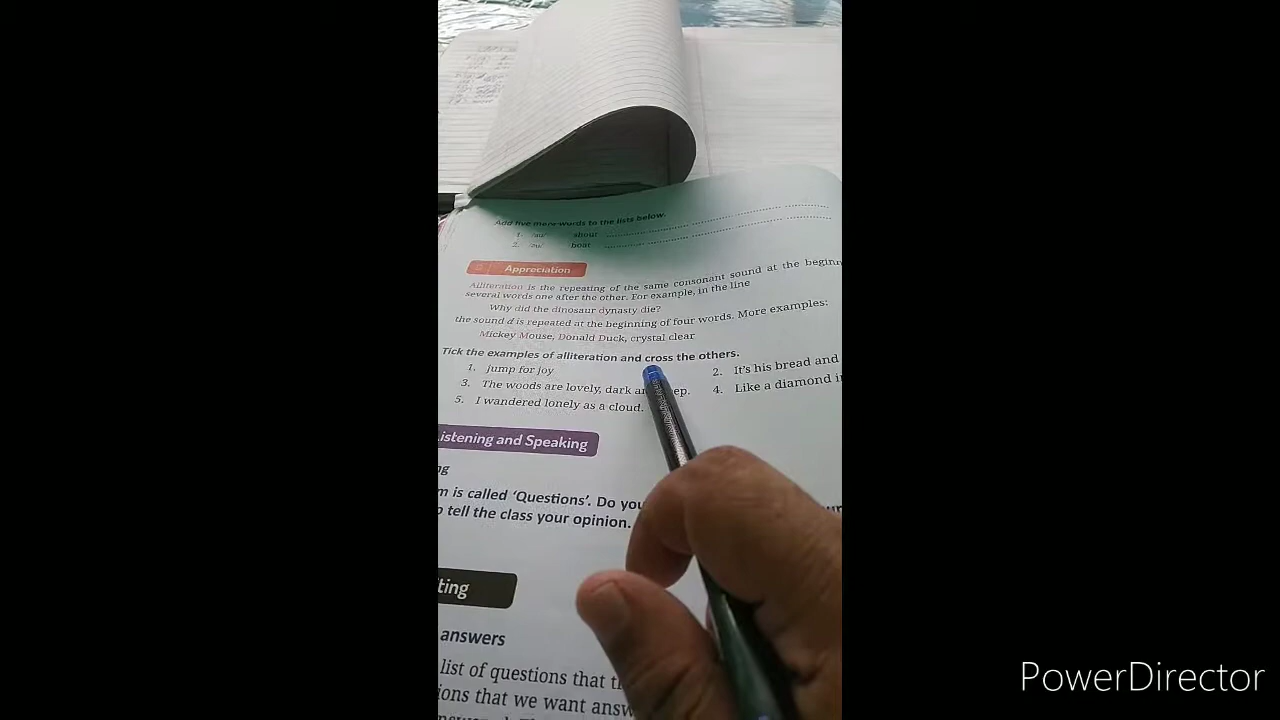 Add five more words to the lists below.
1. shout
2. boat
Appreciation
Alliteration is the repeating of the same consonant sound at the beginn
several words one after the other. For example, in the line
Why did the dinosaur dynasty die?
the sound d is repeated at the beginning of four words. More examples:
Mickey Mouse, Donald Duck, crystal clear
Tick the examples of alliteration and cross the others.
1. jump for joy
2. It's his bread and
3. The woods are lovely, dark an ep.
4. Like a diamond i
5. I wandered lonely as a cloud.
istening and Speaking
ng
m is called 'Questions'. Do you
tell the class your opinion.
ting
answers
list of questions that t
ions that we want answ
PowerDirector